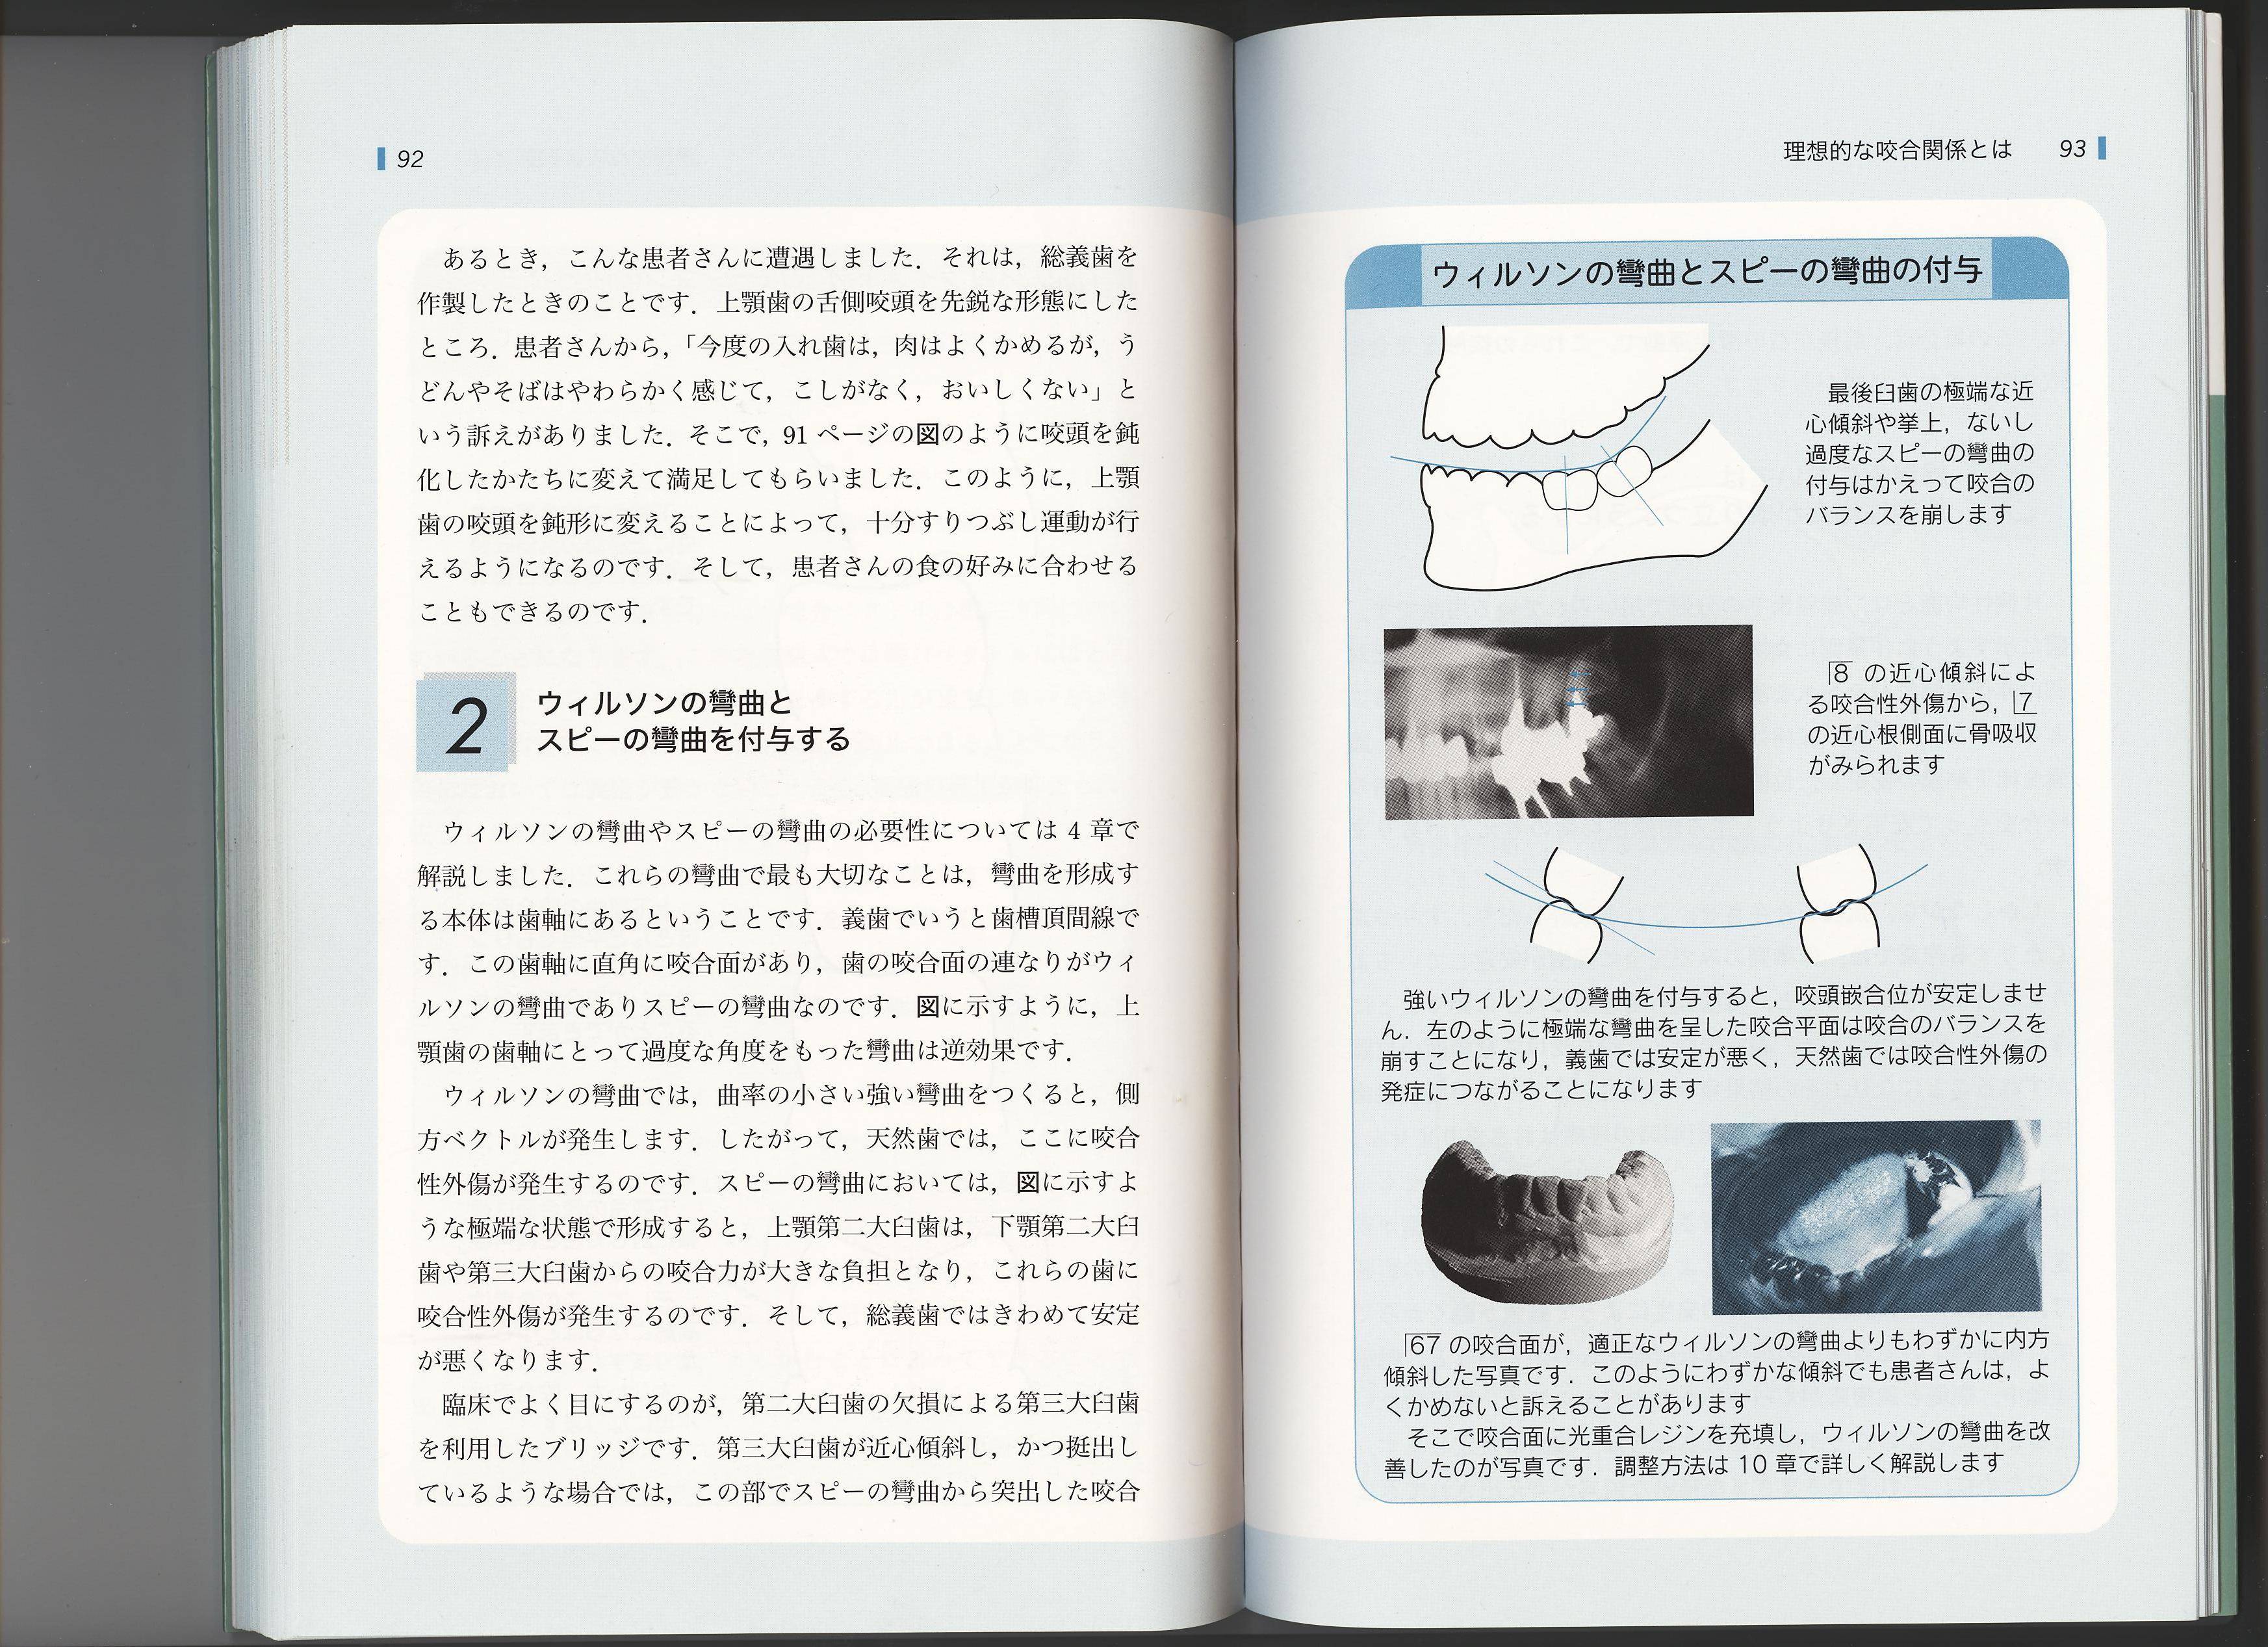 92
あるとき，こんな患者さんに遭遇しました．それは，総義歯を
作製したときのことです．上顎歯の舌側咬頭を先鋭な形態にした
ところ．患者さんから，「今度の入れ歯は，肉はよくかめるが，う
どんやそばはやわらかく感じて，こしがなく，おいしくない」と
いう訴えがありました．そこで，91 ページの図のように咬頭を鈍
化したかたちに変えて満足してもらいました．このように，上顎
歯の咬頭を鈍形に変えることによって，十分すりつぶし運動が行
えるようになるのです．そして，患者さんの食の好みに合わせる
こともできるのです．
2
ウィルソンの彎曲と
スピーの彎曲を付与する
ウィルソンの彎曲やスピーの彎曲の必要性については 4 章で
解説しました．これらの彎曲で最も大切なことは，彎曲を形成す
る本体は歯軸にあるということです．義歯でいうと歯槽頂間線で
す．この歯軸に直角に咬合面があり，歯の咬合面の連なりがウィ
ルソンの彎曲でありスピーの彎曲なのです．図に示すように，上
顎歯の歯軸にとって過度な角度をもった彎曲は逆効果です．
ウィルソンの彎曲では，曲率の小さい強い彎曲をつくると，側
方ベクトルが発生します．したがって，天然歯では，ここに咬合
性外傷が発生するのです．スピーの彎曲においては，図に示すよ
うな極端な状態で形成すると，上顎第二大臼歯は，下顎第二大臼
歯や第三大臼歯からの咬合力が大きな負担となり，これらの歯に
咬合性外傷が発生するのです．そして，総義歯ではきわめて安定
が悪くなります．
臨床でよく目にするのが，第二大臼歯の欠損による第三大臼歯
を利用したブリッジです．第三大臼歯が近心傾斜し，かつ挺出し
ているような場合では，この部でスピーの彎曲から突出した咬合
理想的な咬合関係とは 93
ウィルソンの彎曲とスピーの彎曲の付与
最後臼歯の極端な近
心傾斜や挙上，ないし
過度なスピーの彎曲の
付与はかえって咬合の
バランスを崩します
8 の近心傾斜によ
る咬合性外傷から，7
の近心根側面に骨吸収
がみられます
強いウィルソンの彎曲を付与すると，咬頭嵌合位が安定しませ
ん．左のように極端な彎曲を呈した咬合平面は咬合のバランスを
崩すことになり，義歯では安定が悪く，天然歯では咬合性外傷の
発症につながることになります
67 の咬合面が，適正なウィルソンの彎曲よりもわずかに内方
傾斜した写真です．このようにわずかな傾斜でも患者さんは，よ
くかめないと訴えることがあります
そこで咬合面に光重合レジンを充填し，ウィルソンの彎曲を改
善したのが写真です．調整方法は 10 章で詳しく解説します